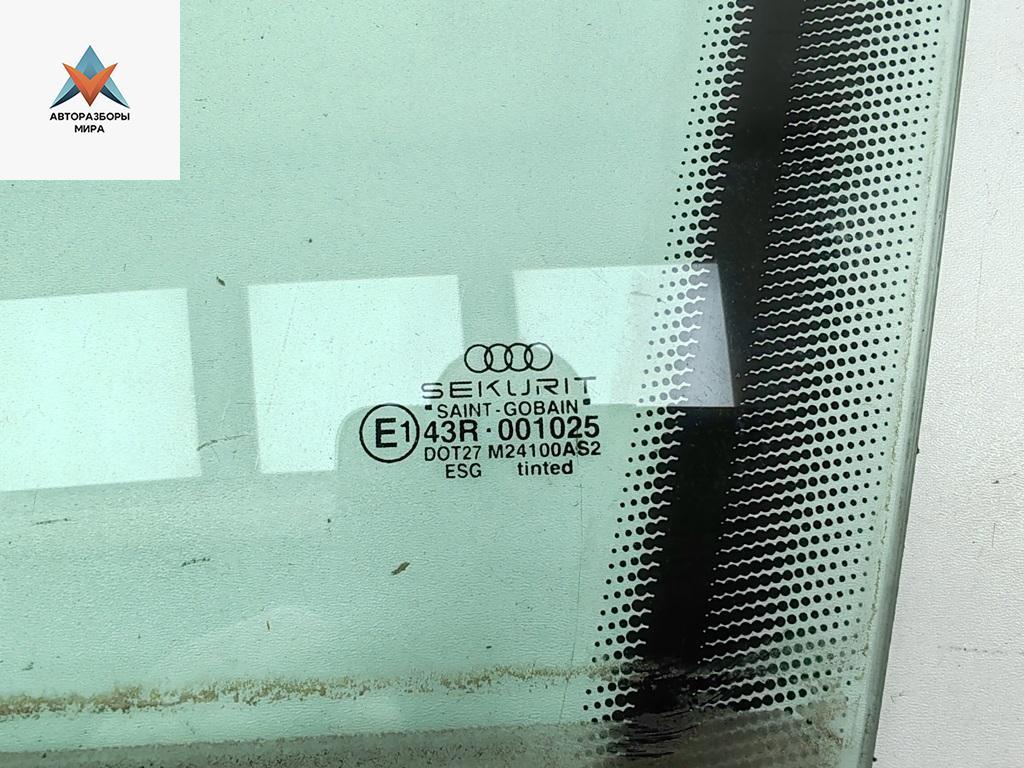 АВТОРАЗБОРЫ
МИРА
SEKURIT
SAINT-GOBAIN
E1 43R·001025
DOT27 M24100AS2
ESG tinted